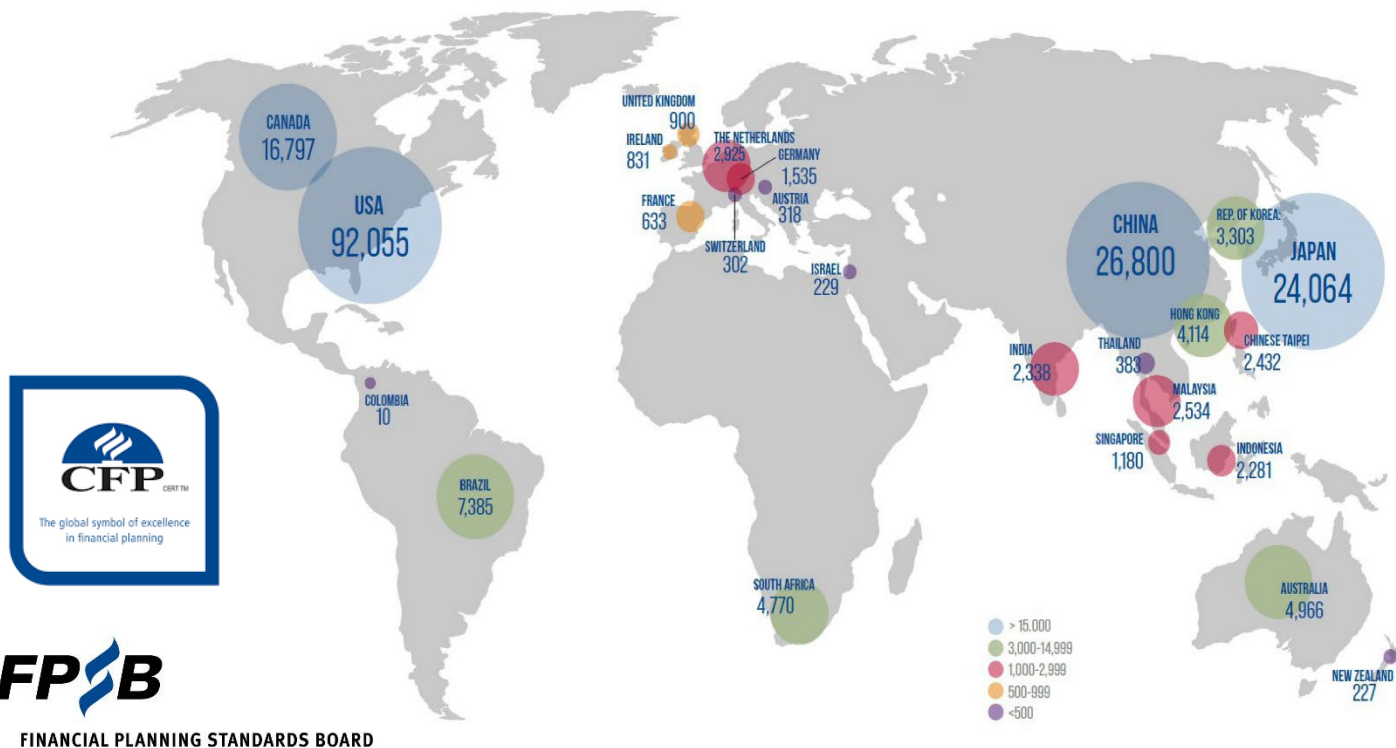 CANADA
16,797
USA
92,055
UNITED KINGDOM
900
IRELAND
831
THE NETHERLANDS
2,925
GERMANY
1,535
AUSTRIA
318
FRANCE
633
SWITZERLAND
302
ISRAEL
229
CHINA
26,800
REP. OF KOREA:
3,303
JAPAN
24,064
HONG KONG
4,114
CHINESE TAIPEI
2,432
INDIA
2,338
THAILAND
383
MALAYSIA
2,534
SINGAPORE
1,180
INDONESIA
2,281
COLOMBIA
10
BRAZIL
7,385
SOUTH AFRICA
4,770
AUSTRALIA
4,966
NEW ZEALAND
227
> 15.000
3,000-14,999
1,000-2,999
500-999
<500
CFP
CERT TM
The global symbol of excellence
in financial planning
FPSB
FINANCIAL PLANNING STANDARDS BOARD